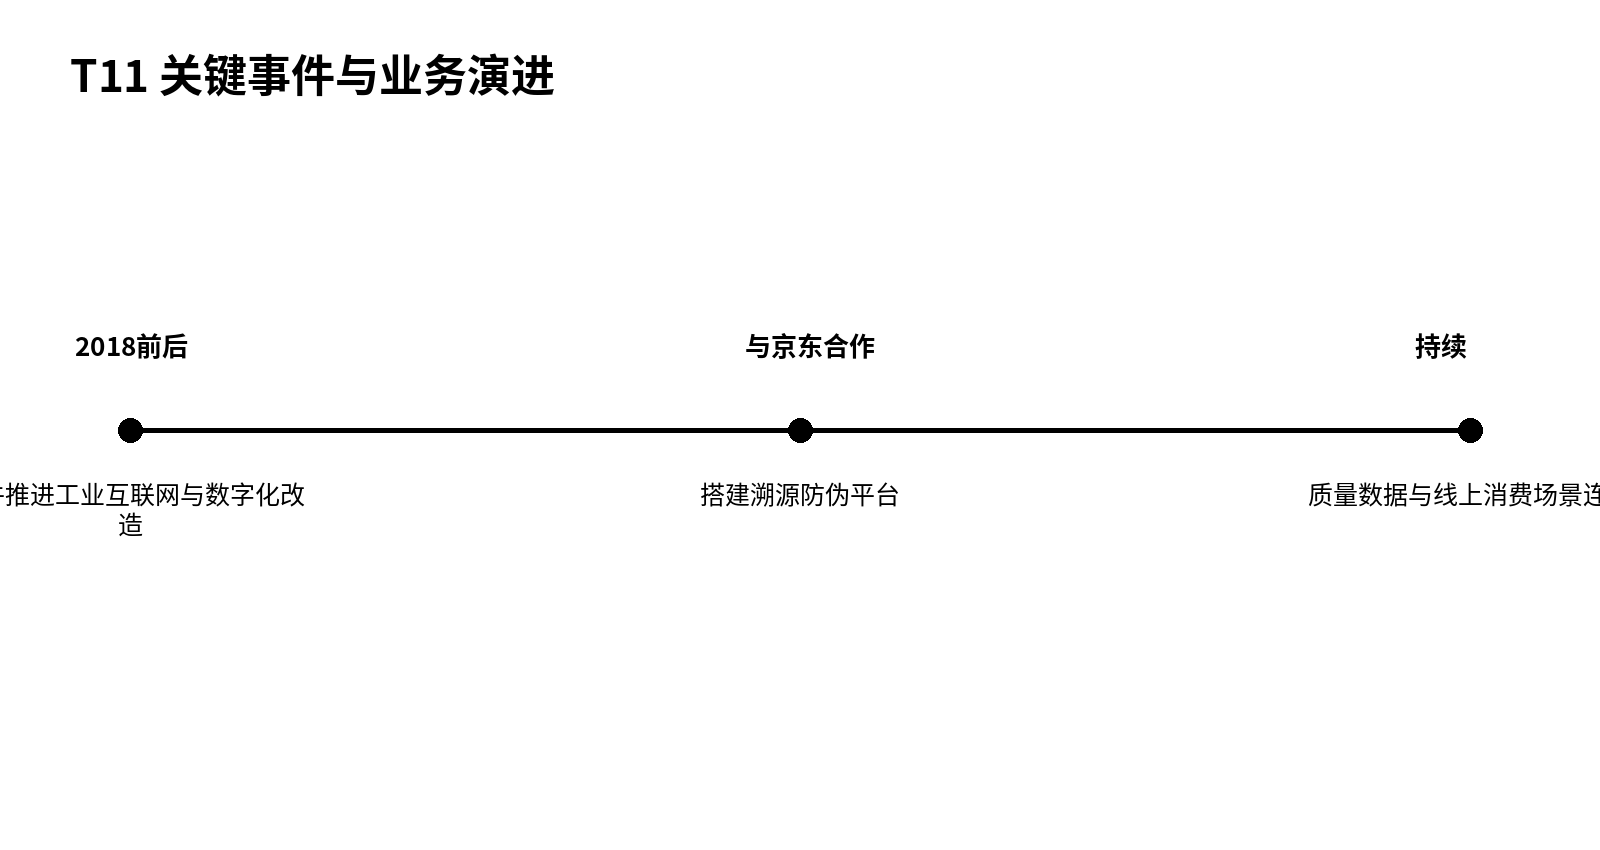 T11 关键事件与业务演进
2018前后
与京东合作
持续
推进工业互联网与数字化改
造
搭建溯源防伪平台
质量数据与线上消费场景连